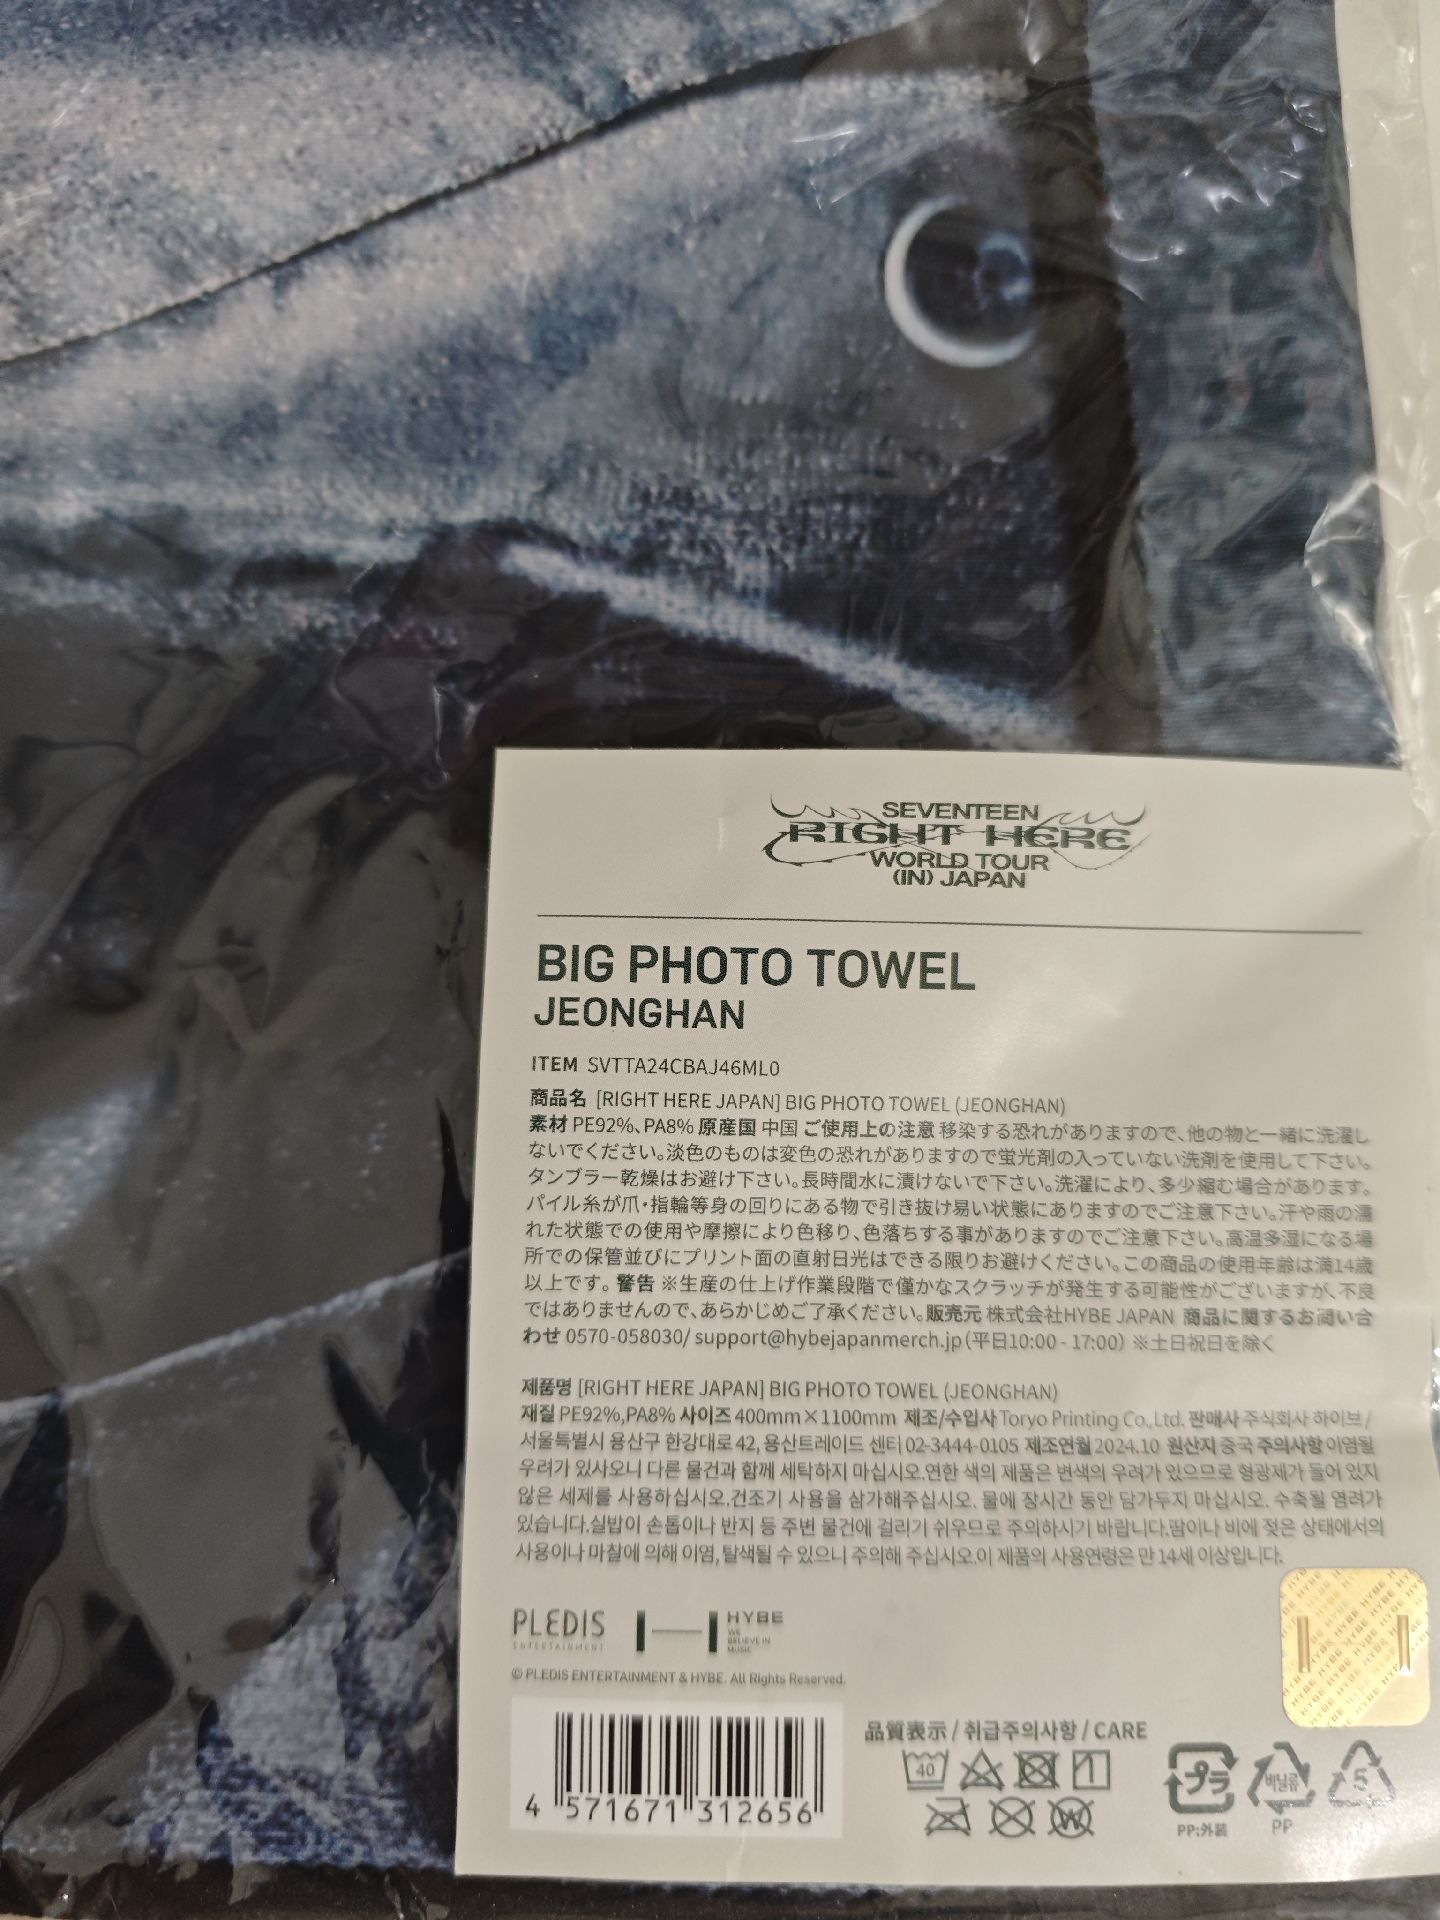 SEVENTEEN
RIGHT HERE
WORLD TOUR
(IN) JAPAN
BIG PHOTO TOWEL
JEONGHAN
ITEM SVTTA24CBAJ46ML0
商品名 [RIGHT HERE JAPAN] BIG PHOTO TOWEL (JEONGHAN)
素材 PE92%、PA8% 原産国 中国 ご使用上の注意 移染する恐れがありますので、他の物と一緒に洗濯し
ないでください。淡色のものは変色の恐れがありますので蛍光剤の入っていない洗剤を使用して下さい。
タンブラー乾燥はお避け下さい。長時間水に漬けないで下さい。洗濯により、多少縮む場合があります。
パイル糸が爪・指輪等身の回りにある物で引き抜け易い状態にありますのでご注意下さい。汗や雨の濡
れた状態での使用や摩擦により色移り、色落ちする事がありますのでご注意下さい。高温多湿になる場
所での保管並びにプリント面の直射日光はできる限りお避けください。この商品の使用年齢は満14歳
以上です。 警告 ※生産の仕上げ作業段階で僅かなスクラッチが発生する可能性がございますが、不良
ではありませんので、あらかじめご了承ください。販売元 株式会社HYBE JAPAN 商品に関するお問い合
わせ 0570-058030/ support@hybejapanmerch.jp (平日10:00 - 17:00) ※土日祝日を除く
제품명 [RIGHT HERE JAPAN] BIG PHOTO TOWEL (JEONGHAN)
재질 PE92%,PA8% 사이즈 400mm×1100mm 제조/수입사 Toryo Printing Co.,Ltd. 판매사 주식회사 하이브 /
서울특별시 용산구 한강대로 42, 용산트레이드 센터 02-3444-0105 제조연월 2024.10 원산지 중국 주의사항 이염될
우려가 있사오니 다른 물건과 함께 세탁하지 마십시오.연한 색의 제품은 변색의 우려가 있으므로 형광제가 들어 있지
않은 세제를 사용하십시오.건조기 사용을 삼가해주십시오. 물에 장시간 동안 담가두지 마십시오. 수축될 염려가
있습니다.실밥이 손톱이나 반지 등 주변 물건에 걸리기 쉬우므로 주의하시기 바랍니다.땀이나 비에 젖은 상태에서의
사용이나 마찰에 의해 이염,탈색될 수 있으니 주의해 주십시오.이 제품의 사용연령은 만 14세 이상입니다.
PLEDIS
ENTERTAINMENT
HYBE
WE
BELIEVE IN
MUSIC
© PLEDIS ENTERTAINMENT & HYBE. All Rights Reserved.
4 571671 312656
品質表示 / 취급주의사항 / CARE
40
W
プラ
PP:外装
비닐류
PP
5
HYBE HYBE HYBE